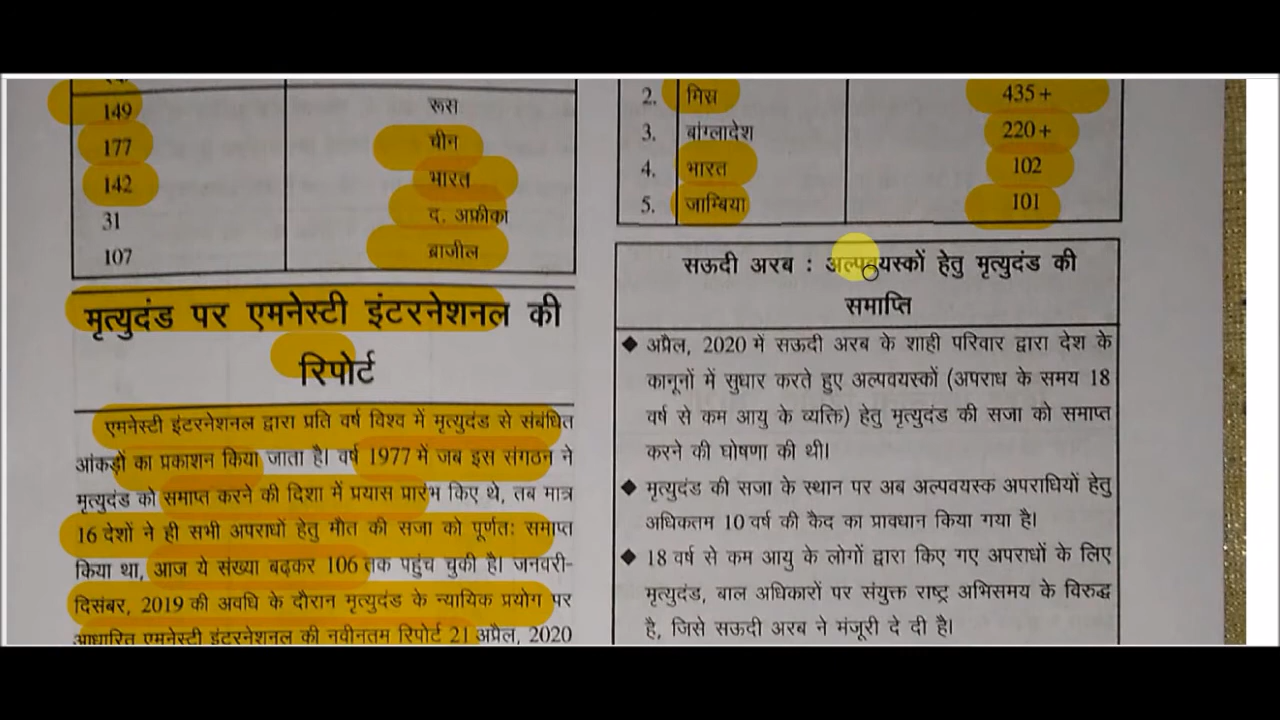 149 रूस
177 चीन
142 भारत
31 द. अफ्रीका
107 ब्राजील
मृत्युदंड पर एमनेस्टी इंटरनेशनल की
रिपोर्ट
एमनेस्टी इंटरनेशनल द्वारा प्रति वर्ष विश्व में मृत्युदंड से संबंधित
आंकड़ों का प्रकाशन किया जाता है। वर्ष 1977 में जब इस संगठन ने
मृत्युदंड को समाप्त करने की दिशा में प्रयास प्रारंभ किए थे, तब मात्र
16 देशों ने ही सभी अपराधों हेतु मौत की सजा को पूर्णतः समाप्त
किया था, आज ये संख्या बढ़कर 106 तक पहुंच चुकी है। जनवरी-
दिसंबर, 2019 की अवधि के दौरान मृत्युदंड के न्यायिक प्रयोग पर
आधारित एमनेस्टी इंटरनेशनल की नवीनतम रिपोर्ट 21 अप्रैल, 2020
2. मिस्र 435+
3. बांग्लादेश 220+
4. भारत 102
5. जाम्बिया 101
सऊदी अरब : अल्पवयस्कों हेतु मृत्युदंड की
समाप्ति
◆ अप्रैल, 2020 में सऊदी अरब के शाही परिवार द्वारा देश के
कानूनों में सुधार करते हुए अल्पवयस्कों (अपराध के समय 18
वर्ष से कम आयु के व्यक्ति) हेतु मृत्युदंड की सजा को समाप्त
करने की घोषणा की थी।
◆ मृत्युदंड की सजा के स्थान पर अब अल्पवयस्क अपराधियों हेतु
अधिकतम 10 वर्ष की कैद का प्रावधान किया गया है।
◆ 18 वर्ष से कम आयु के लोगों द्वारा किए गए अपराधों के लिए
मृत्युदंड, बाल अधिकारों पर संयुक्त राष्ट्र अभिसमय के विरुद्ध
है, जिसे सऊदी अरब ने मंजूरी दे दी है।